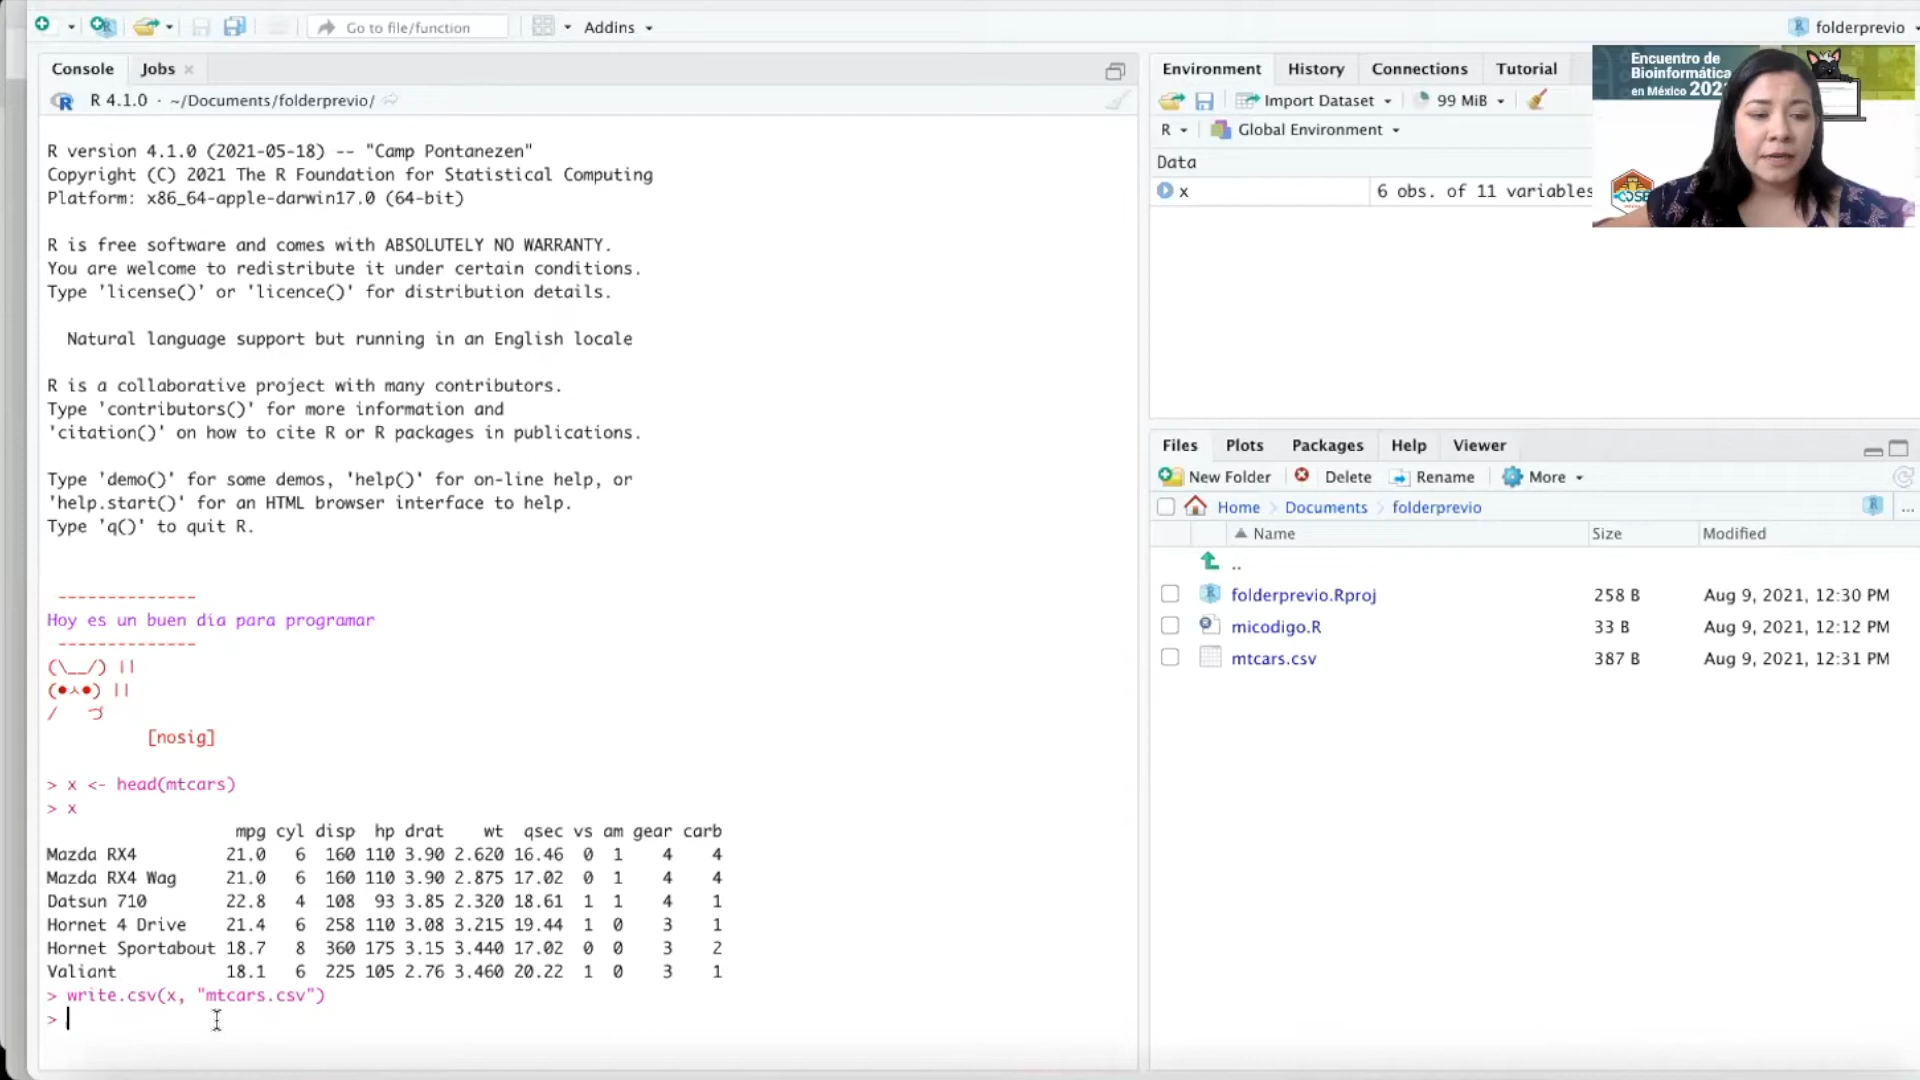 Go to file/function
Addins
folderprevio
Console
Jobs
R 4.1.0 · ~/Documents/folderprevio/
R version 4.1.0 (2021-05-18) -- "Camp Pontanezen"
Copyright (C) 2021 The R Foundation for Statistical Computing
Platform: x86_64-apple-darwin17.0 (64-bit)
R is free software and comes with ABSOLUTELY NO WARRANTY.
You are welcome to redistribute it under certain conditions.
Type 'license()' or 'licence()' for distribution details.
Natural language support but running in an English locale
R is a collaborative project with many contributors.
Type 'contributors()' for more information and
'citation()' on how to cite R or R packages in publications.
Type 'demo()' for some demos, 'help()' for on-line help, or
'help.start()' for an HTML browser interface to help.
Type 'q()' to quit R.
--------------
Hoy es un buen día para programar
--------------
(\__/) ||
(●ㅅ●) ||
/   づ
[nosig]
> x <- head(mtcars)
> x
mpg cyl disp hp drat wt qsec vs am gear carb
Mazda RX4 21.0 6 160 110 3.90 2.620 16.46 0 1 4 4
Mazda RX4 Wag 21.0 6 160 110 3.90 2.875 17.02 0 1 4 4
Datsun 710 22.8 4 108 93 3.85 2.320 18.61 1 1 4 1
Hornet 4 Drive 21.4 6 258 110 3.08 3.215 19.44 1 0 3 1
Hornet Sportabout 18.7 8 360 175 3.15 3.440 17.02 0 0 3 2
Valiant 18.1 6 225 105 2.76 3.460 20.22 1 0 3 1
> write.csv(x, "mtcars.csv")
>
Environment History Connections Tutorial
Import Dataset 99 MiB
R Global Environment
Data
x 6 obs. of 11 variables
Encuentro de
Bioinformática
en México 202
Files Plots Packages Help Viewer
New Folder Delete Rename More
Home Documents folderprevio ...
Name Size Modified
..
folderprevio.Rproj 258 B Aug 9, 2021, 12:30 PM
micodigo.R 33 B Aug 9, 2021, 12:12 PM
mtcars.csv 387 B Aug 9, 2021, 12:31 PM